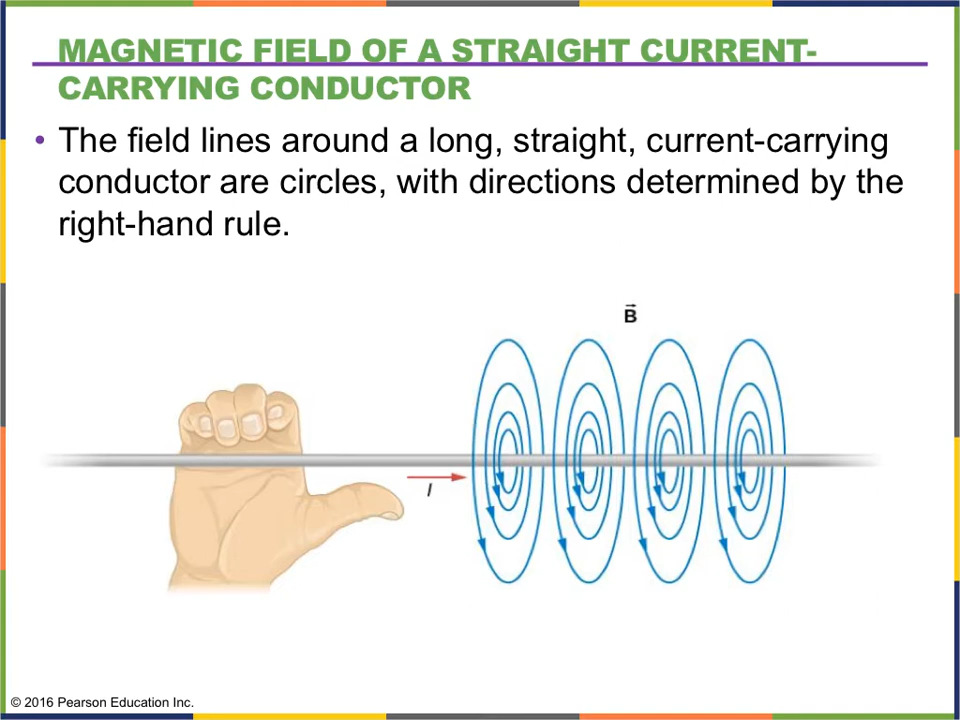 MAGNETIC FIELD OF A STRAIGHT CURRENT-
CARRYING CONDUCTOR
• The field lines around a long, straight, current-carrying
conductor are circles, with directions determined by the
right-hand rule.
B⃗
I
© 2016 Pearson Education Inc.